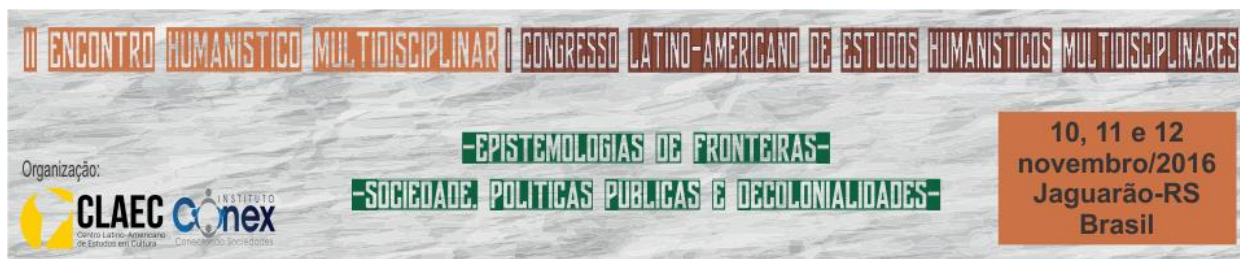 II ENCONTRO HUMANISTICO MULTIDISCIPLINAR I CONGRESSO LATINO-AMERICANO DE ESTUDOS HUMANISTICOS MULTIDISCIPLINARES
-EPISTEMOLOGIAS DE FRONTEIRAS-
-SOCIEDADE, POLITICAS PUBLICAS E DECOLONIALIDADES-
10, 11 e 12
novembro/2016
Jaguarão-RS
Brasil
Organização:
CLAEC
Centro Latino-Americano
de Estudos em Cultura
INSTITUTO
Conex
Conectando Sociedades